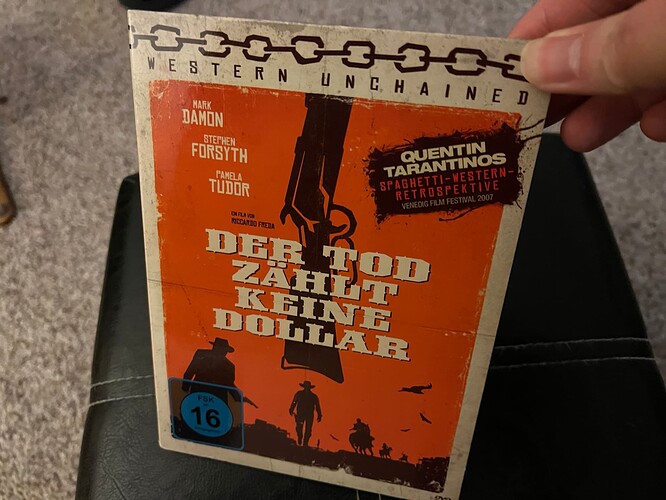 WESTERN UNCHAINED
MARK
DAMON
STEPHEN
FORSYTH
PAMELA
TUDOR
EIN FILM VON
RICCARDO FREDA
QUENTIN
TARANTINOS
SPAGHETTI-WESTERN-
RETROSPEKTIVE
VENEDIG FILM FESTIVAL 2007
DER TOD
ZÄHLT
KEINE
DOLLAR
FSK
16